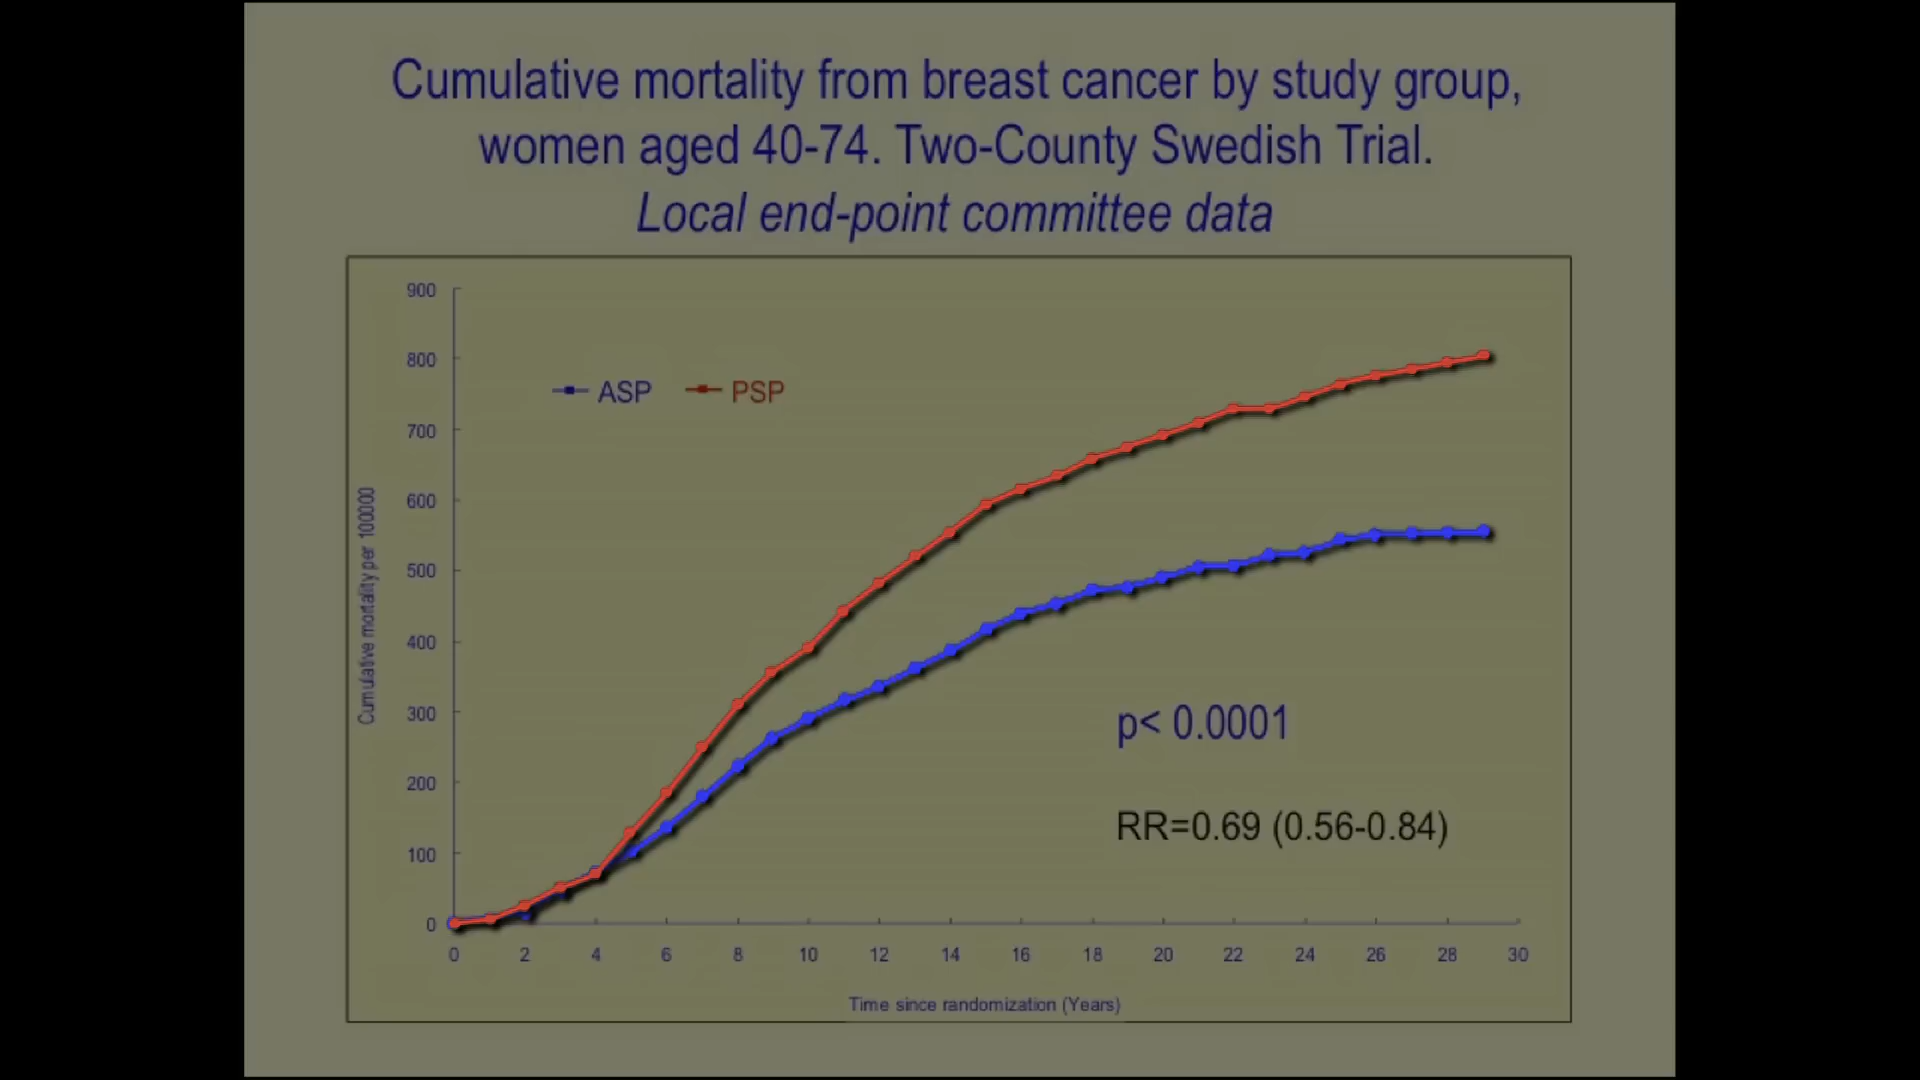 Cumulative mortality from breast cancer by study group,
women aged 40-74. Two-County Swedish Trial.
Local end-point committee data
900
800
700
600
500
400
300
200
100
0
ASP
PSP
Cumulative mortality per 100000
p< 0.0001
RR=0.69 (0.56-0.84)
0 2 4 6 8 10 12 14 16 18 20 22 24 26 28 30
Time since randomization (Years)